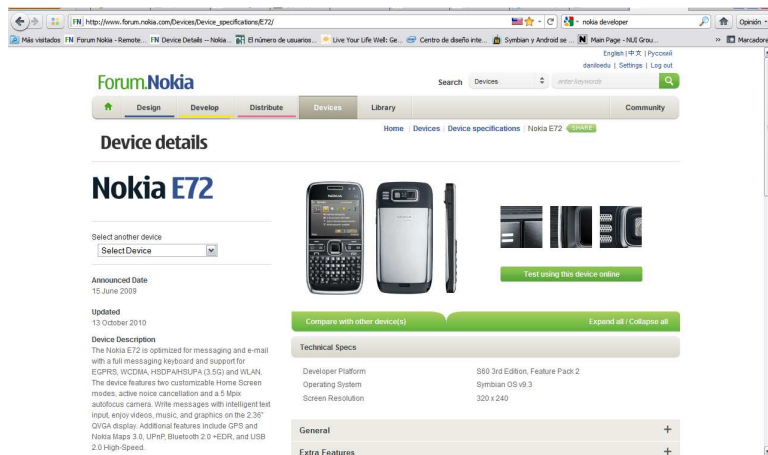 FN http://www.forum.nokia.com/Devices/Device_specifications/E72/
nokia developer
Opinión
Más visitados FN Forum Nokia - Remote... FN Device Details -- Nokia... El número de usuarios... Live Your Life Well: Ge... Centro de diseño inte... Symbian y Android se ... N Main Page - NUI Grou... » Marcadores
English | 中文 | Русский
daniloedu | Settings | Log out
Forum.Nokia
Search Devices enter keywords
Design Develop Distribute Devices Library Community
Home Devices Device specifications Nokia E72 SHARE
Device details
Nokia E72
Select another device
Select Device
Test using this device online
Announced Date
15 June 2009
Updated
13 October 2010
Compare with other device(s) Expand all / Collapse all
Device Description
The Nokia E72 is optimized for messaging and e-mail
with a full messaging keyboard and support for
EGPRS, WCDMA, HSDPA/HSUPA (3.5G) and WLAN.
The device features two customizable Home Screen
modes, active noice cancellation and a 5 Mpix
autofocus camera. Write messages with intelligent text
input, enjoy videos, music, and graphics on the 2.36"
QVGA display. Additional features include GPS and
Nokia Maps 3.0, UPnP, Bluetooth 2.0 +EDR, and USB
2.0 High-Speed.
Technical Specs
Developer Platform S60 3rd Edition, Feature Pack 2
Operating System Symbian OS v9.3
Screen Resolution 320 x 240
General +
Extra Features +